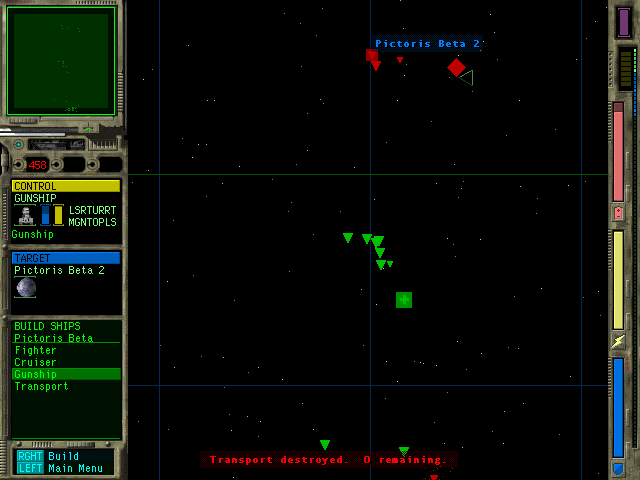 Pictoris Beta 2
458
CONTROL
GUNSHIP
LSRTURRT
MGNTOPLS
Gunship
TARGET
Pictoris Beta 2
BUILD SHIPS
Pictoris Beta
Fighter
Cruiser
Gunship
Transport
RGHT Build
LEFT Main Menu
Transport destroyed.  0 remaining.